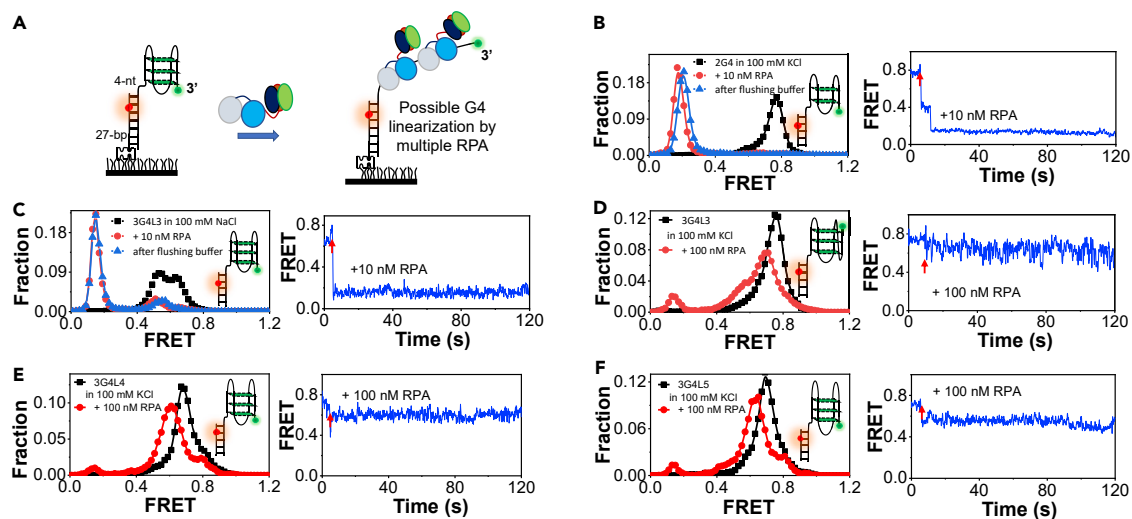 A
4-nt
3'
27-bp
3'
Possible G4
linearization by
multiple RPA
B
Fraction
0.21
0.14
0.07
0.00
0.0 0.4 0.8 1.2
FRET
2G4 in 100 mM KCl
+ 10 nM RPA
after flushing buffer
FRET
0.8
0.4
0.0
0 40 80 120
Time (s)
+10 nM RPA
C
Fraction
0.18
0.09
0.00
0.0 0.4 0.8 1.2
FRET
3G4L3 in 100 mM NaCl
+ 10 nM RPA
after flushing buffer
FRET
0.8
0.4
0.0
0 40 80 120
Time (s)
+10 nM RPA
D
Fraction
0.12
0.09
0.06
0.03
0.00
0.0 0.4 0.8 1.2
FRET
3G4L3
in 100 mM KCl
+ 100 nM RPA
FRET
0.8
0.4
0.0
0 40 80 120
Time (s)
+ 100 nM RPA
E
Fraction
0.10
0.05
0.00
0.0 0.4 0.8 1.2
FRET
3G4L4
in 100 mM KCl
+ 100 nM RPA
FRET
0.8
0.4
0.0
0 40 80 120
Time (s)
+ 100 nM RPA
F
Fraction
0.12
0.06
0.00
0.0 0.4 0.8 1.2
FRET
3G4L5
in 100 mM KCl
+ 100 nM RPA
FRET
0.8
0.4
0.0
0 40 80 120
Time (s)
+ 100 nM RPA